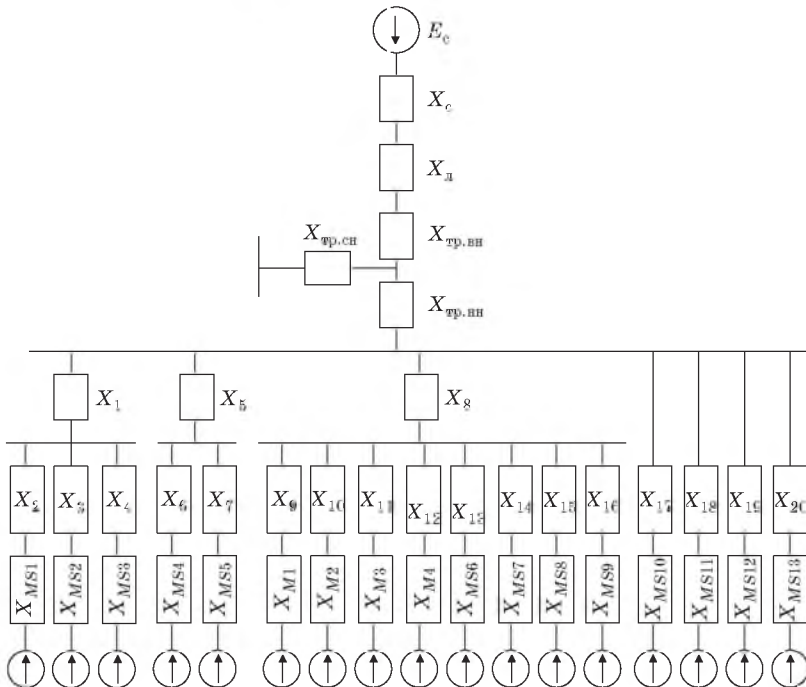 E_c
X_c
X_л
X_тр.сн X_тр.вн
X_тр.нн
X_1 X_5 X_8
X_2 X_3 X_4 X_6 X_7 X_9 X_10 X_11 X_12 X_13 X_14 X_15 X_16 X_17 X_18 X_19 X_20
X_MS1 X_MS2 X_MS3 X_MS4 X_MS5 X_M1 X_M2 X_M3 X_M4 X_MS6 X_MS7 X_MS8 X_MS9 X_MS10 X_MS11 X_MS12 X_MS13